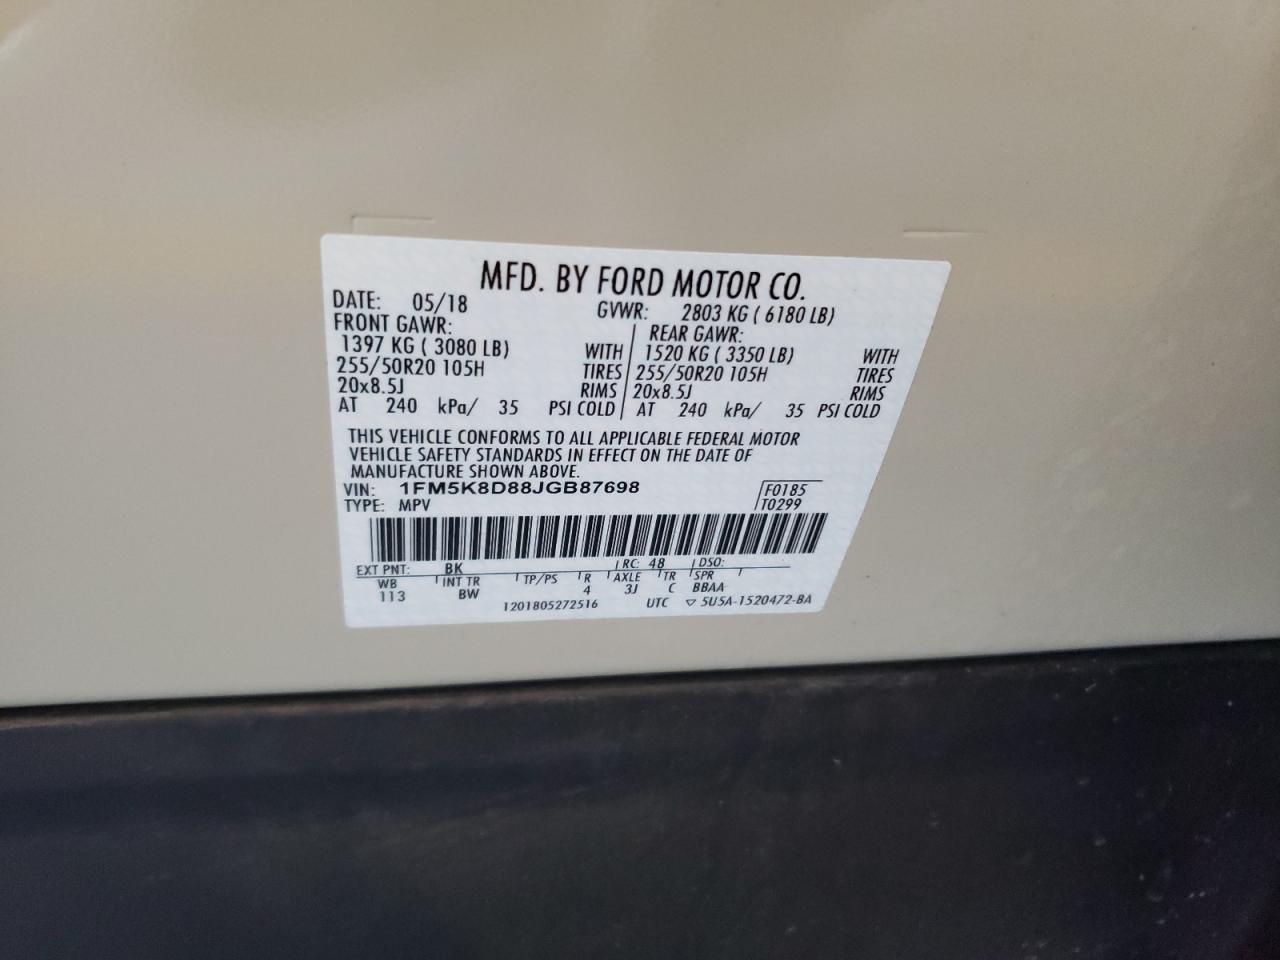 MFD. BY FORD MOTOR CO.
DATE: 05/18 GVWR: 2803 KG ( 6180 LB)
FRONT GAWR: REAR GAWR:
1397 KG ( 3080 LB) WITH 1520 KG ( 3350 LB) WITH
255/50R20 105H TIRES 255/50R20 105H TIRES
20x8.5J RIMS 20x8.5J RIMS
AT 240 kPa/ 35 PSI COLD AT 240 kPa/ 35 PSI COLD
THIS VEHICLE CONFORMS TO ALL APPLICABLE FEDERAL MOTOR
VEHICLE SAFETY STANDARDS IN EFFECT ON THE DATE OF
MANUFACTURE SHOWN ABOVE.
VIN: 1FM5K8D88JGB87698 F0185
TYPE: MPV T0299
EXT PNT: BK RC: 48 DSO:
WB INT TR TP/PS R AXLE TR SPR
113 BW 4 3J C BBAA
1201805272516 UTC ▽ 5U5A-1520472-BA